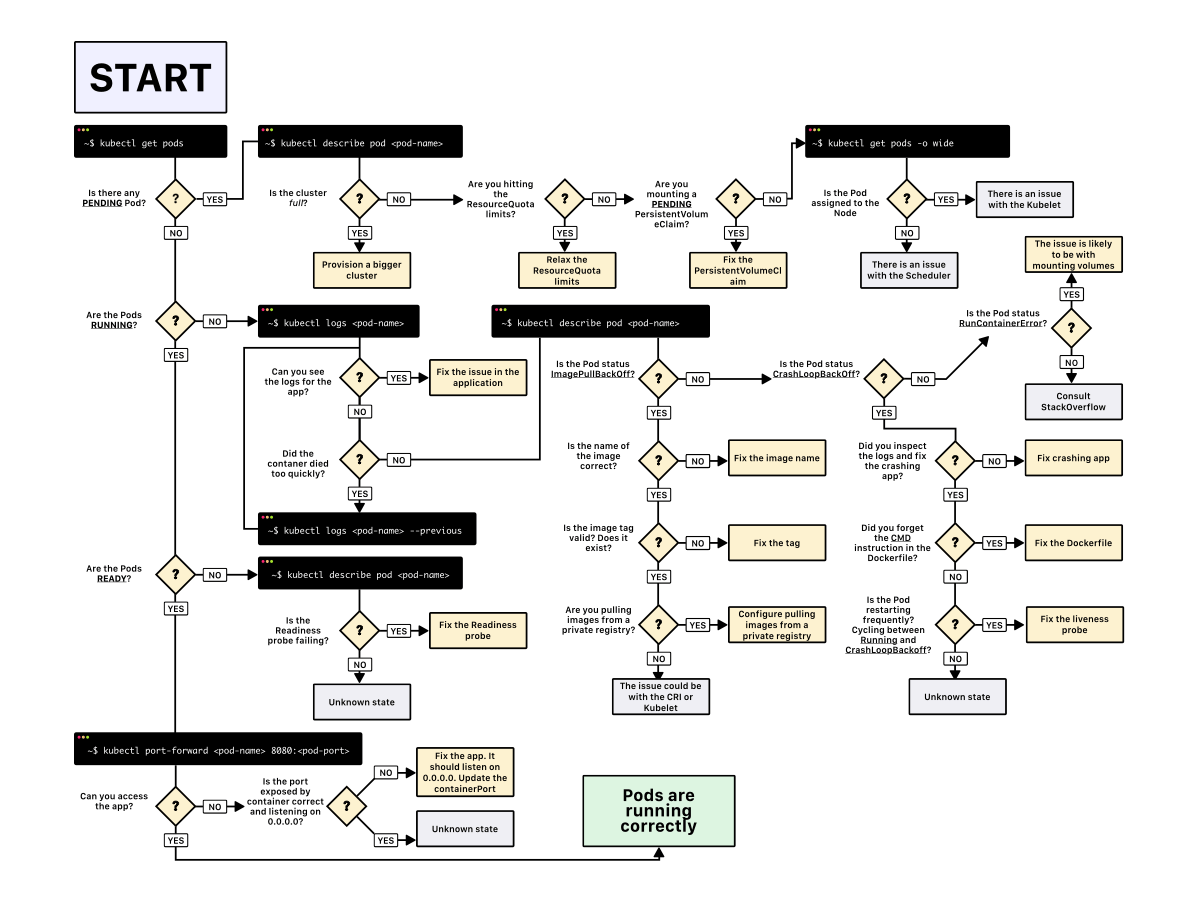 START
~$ kubectl get pods
~$ kubectl describe pod <pod-name>
~$ kubectl get pods -o wide
Is there any
PENDING Pod?
?
YES
NO
Is the cluster
full?
?
NO
YES
Provision a bigger
cluster
Are you hitting
the
ResourceQuota
limits?
?
NO
YES
Relax the
ResourceQuota
limits
Are you
mounting a
PENDING
PersistentVolum
eClaim?
?
NO
YES
Fix the
PersistentVolumeCl
aim
Is the Pod
assigned to the
Node
?
YES
There is an issue
with the Kubelet
NO
There is an issue
with the Scheduler
Are the Pods
RUNNING?
?
NO
YES
~$ kubectl logs <pod-name>
Can you see
the logs for the
app?
?
YES
Fix the issue in the
application
NO
Did the
contaner died
too quickly?
?
NO
YES
~$ kubectl logs <pod-name> --previous
~$ kubectl describe pod <pod-name>
Is the Pod status
ImagePullBackOff?
?
NO
YES
Is the name of
the image
correct?
?
NO
Fix the image name
YES
Is the image tag
valid? Does it
exist?
?
NO
Fix the tag
YES
Are you pulling
images from a
private registry?
?
YES
Configure pulling
images from a
private registry
NO
The issue could be
with the CRI or
Kubelet
Is the Pod status
CrashLoopBackOff?
?
NO
YES
Is the Pod status
RunContainerError?
?
YES
The issue is likely
to be with
mounting volumes
NO
Consult
StackOverflow
Did you inspect
the logs and fix
the crashing
app?
?
NO
Fix crashing app
YES
Did you forget
the CMD
instruction in the
Dockerfile?
?
YES
Fix the Dockerfile
NO
Is the Pod
restarting
frequently?
Cycling between
Running and
CrashLoopBackoff?
?
YES
Fix the liveness
probe
NO
Unknown state
Are the Pods
READY?
?
NO
YES
~$ kubectl describe pod <pod-name>
Is the
Readiness
probe failing?
?
YES
Fix the Readiness
probe
NO
Unknown state
~$ kubectl port-forward <pod-name> 8080:<pod-port>
Can you access
the app?
?
NO
YES
Is the port
exposed by
container correct
and listening on
0.0.0.0?
?
NO
Fix the app. It
should listen on
0.0.0.0. Update the
containerPort
YES
Unknown state
Pods are
running
correctly